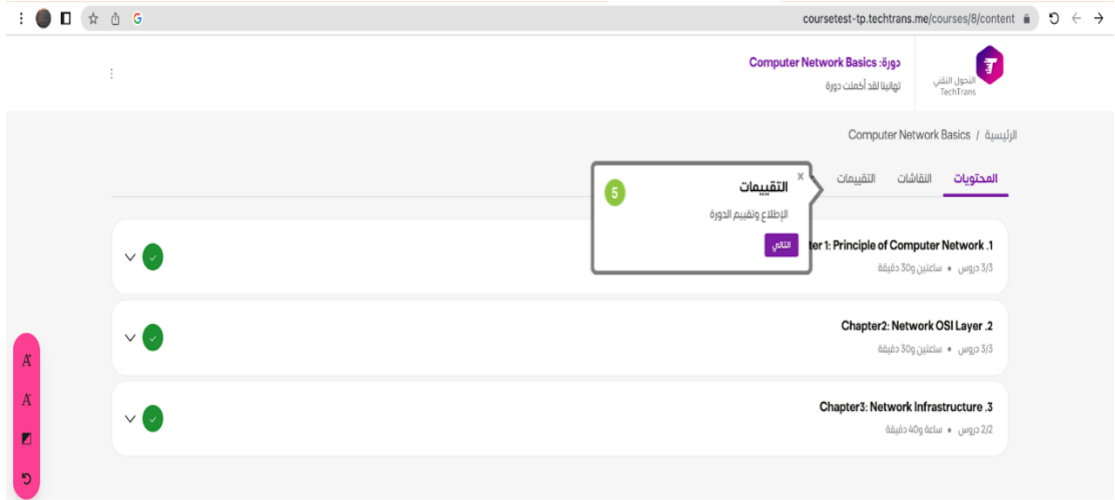 coursetest-tp.techtrans.me/courses/8/content
التحول التقني
TechTrans
دورة: Computer Network Basics
تهانينا لقد أكملت دورة
الرئيسية / Computer Network Basics
المحتويات
النقاشات
التقييمات
x
التقييمات
5
الإطلاع وتقييم الدورة
التالي
1. ter 1: Principle of Computer Network
3/3 دروس • ساعتين و30 دقيقة
2. Chapter2: Network OSI Layer
3/3 دروس • ساعتين و30 دقيقة
3. Chapter3: Network Infrastructure
2/2 دروس • ساعة و40 دقيقة
A+
A-